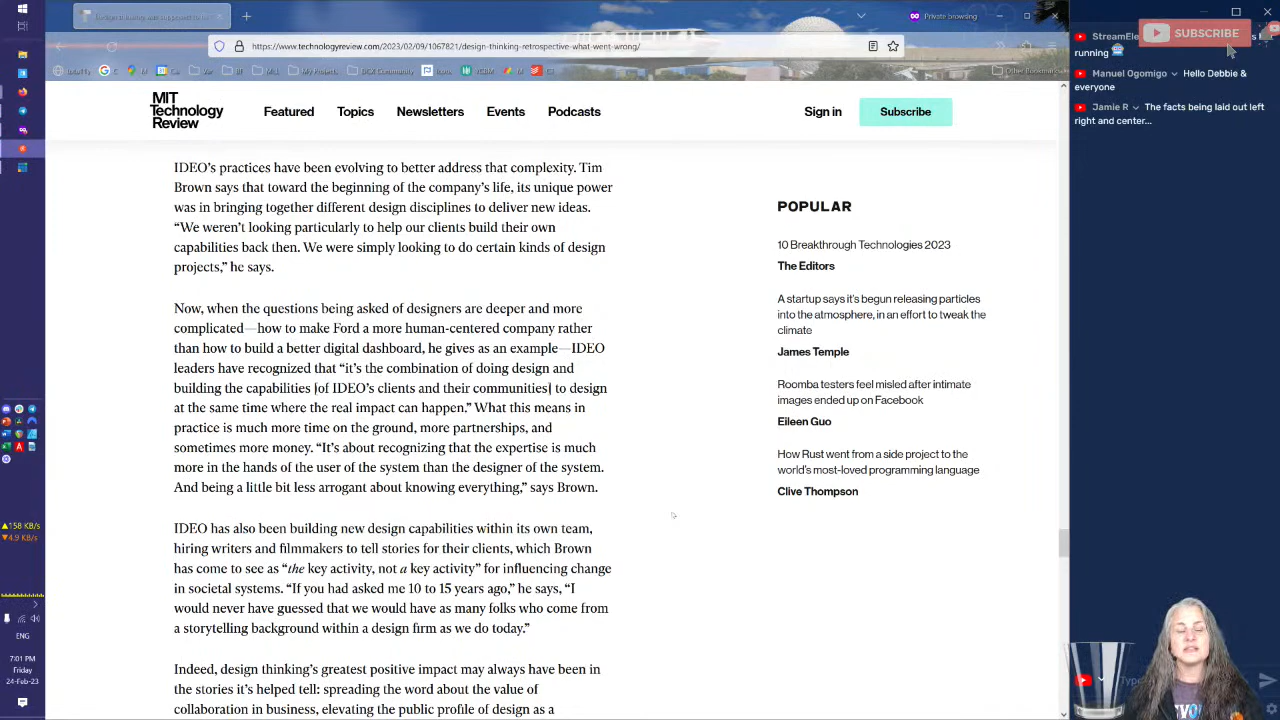 Private browsing
https://www.technologyreview.com/2023/02/09/1067821/design-thinking-retrospective-what-went-wrong/
My Projects
DCX Community
Other Bookmarks
MIT
Technology
Review
Featured
Topics
Newsletters
Events
Podcasts
Sign in
Subscribe
IDEO’s practices have been evolving to better address that complexity. Tim
Brown says that toward the beginning of the company’s life, its unique power
was in bringing together different design disciplines to deliver new ideas.
“We weren’t looking particularly to help our clients build their own
capabilities back then. We were simply looking to do certain kinds of design
projects,” he says.
Now, when the questions being asked of designers are deeper and more
complicated—how to make Ford a more human-centered company rather
than how to build a better digital dashboard, he gives as an example—IDEO
leaders have recognized that “it’s the combination of doing design and
building the capabilities [of IDEO’s clients and their communities] to design
at the same time where the real impact can happen.” What this means in
practice is much more time on the ground, more partnerships, and
sometimes more money. “It’s about recognizing that the expertise is much
more in the hands of the user of the system than the designer of the system.
And being a little bit less arrogant about knowing everything,” says Brown.
IDEO has also been building new design capabilities within its own team,
hiring writers and filmmakers to tell stories for their clients, which Brown
has come to see as “the key activity, not a key activity” for influencing change
in societal systems. “If you had asked me 10 to 15 years ago,” he says, “I
would never have guessed that we would have as many folks who come from
a storytelling background within a design firm as we do today.”
Indeed, design thinking’s greatest positive impact may always have been in
the stories it’s helped tell: spreading the word about the value of
collaboration in business, elevating the public profile of design as a
POPULAR
10 Breakthrough Technologies 2023
The Editors
A startup says it’s begun releasing particles
into the atmosphere, in an effort to tweak the
climate
James Temple
Roomba testers feel misled after intimate
images ended up on Facebook
Eileen Guo
How Rust went from a side project to the
world’s most-loved programming language
Clive Thompson
SUBSCRIBE
StreamEle
running
Manuel Ogomigo Hello Debbie &
everyone
Jamie R The facts being laid out left
right and center...
158 KB/s
4.9 KB/s
ENG
7:01 PM
Friday
24-Feb-23